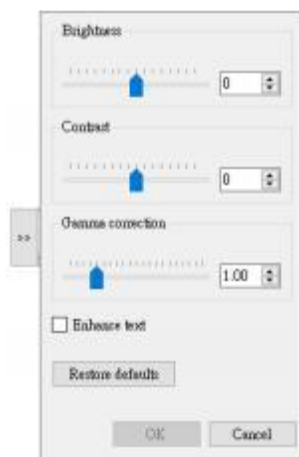 Brightness
0
Contrast
0
>>
Gamma correction
1.00
Enhance text
Restore defaults
OK
Cancel